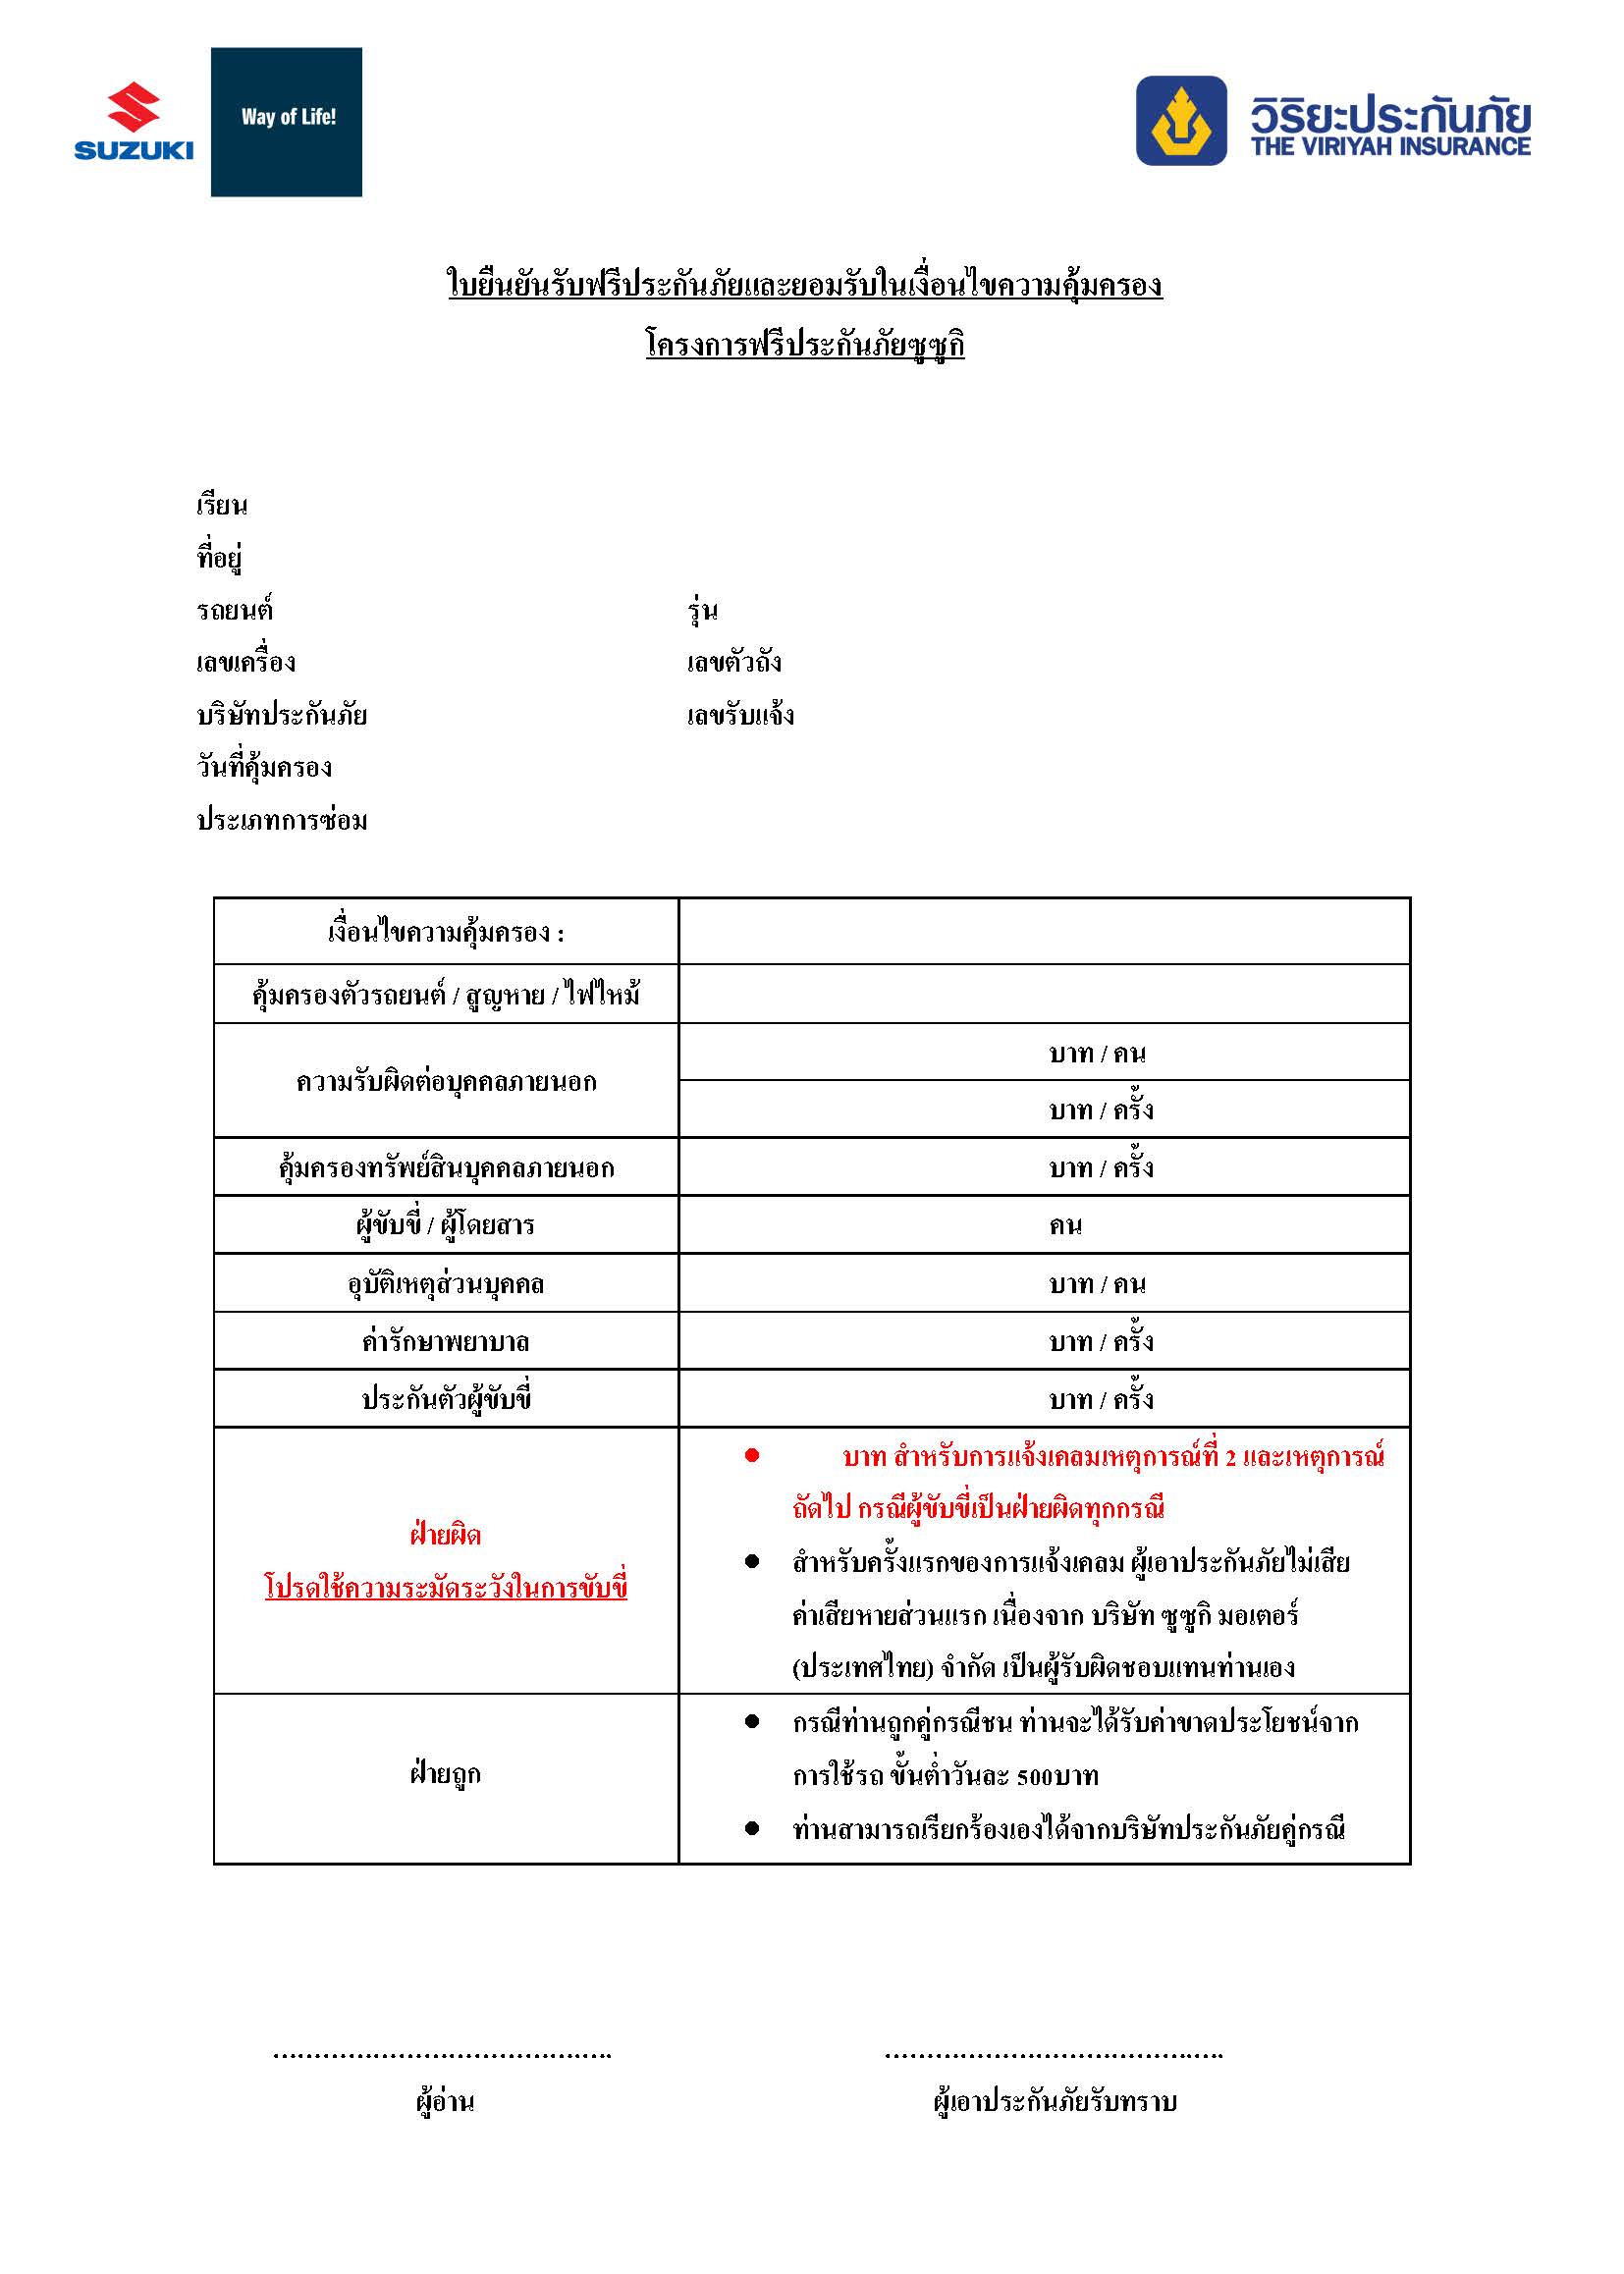 SUZUKI
Way of Life!
วิริยะประกันภัย
THE VIRIYAH INSURANCE
ใบยืนยันรับฟรีประกันภัยและยอมรับในเงื่อนไขความคุ้มครอง
โครงการฟรีประกันภัยซูซูกิ
เรียน
ที่อยู่
รถยนต์ รุ่น
เลขเครื่อง เลขตัวถัง
บริษัทประกันภัย เลขรับแจ้ง
วันที่คุ้มครอง
ประเภทการซ่อม
เงื่อนไขความคุ้มครอง :
คุ้มครองตัวรถยนต์ / สูญหาย / ไฟไหม้
ความรับผิดต่อบุคคลภายนอก
บาท / คน
บาท / ครั้ง
คุ้มครองทรัพย์สินบุคคลภายนอก บาท / ครั้ง
ผู้ขับขี่ / ผู้โดยสาร คน
อุบัติเหตุส่วนบุคคล บาท / คน
ค่ารักษาพยาบาล บาท / ครั้ง
ประกันตัวผู้ขับขี่ บาท / ครั้ง
ฝ่ายผิด
โปรดใช้ความระมัดระวังในการขับขี่
● บาท สำหรับการแจ้งเคลมเหตุการณ์ที่ 2 และเหตุการณ์
ถัดไป กรณีผู้ขับขี่เป็นฝ่ายผิดทุกกรณี
● สำหรับครั้งแรกของการแจ้งเคลม ผู้เอาประกันภัยไม่เสีย
ค่าเสียหายส่วนแรก เนื่องจาก บริษัท ซูซูกิ มอเตอร์
(ประเทศไทย) จำกัด เป็นผู้รับผิดชอบแทนท่านเอง
ฝ่ายถูก
● กรณีท่านถูกคู่กรณีชน ท่านจะได้รับค่าขาดประโยชน์จาก
การใช้รถ ขั้นต่ำวันละ 500บาท
● ท่านสามารถเรียกร้องเองได้จากบริษัทประกันภัยคู่กรณี
........................................ ........................................
ผู้อ่าน ผู้เอาประกันภัยรับทราบ